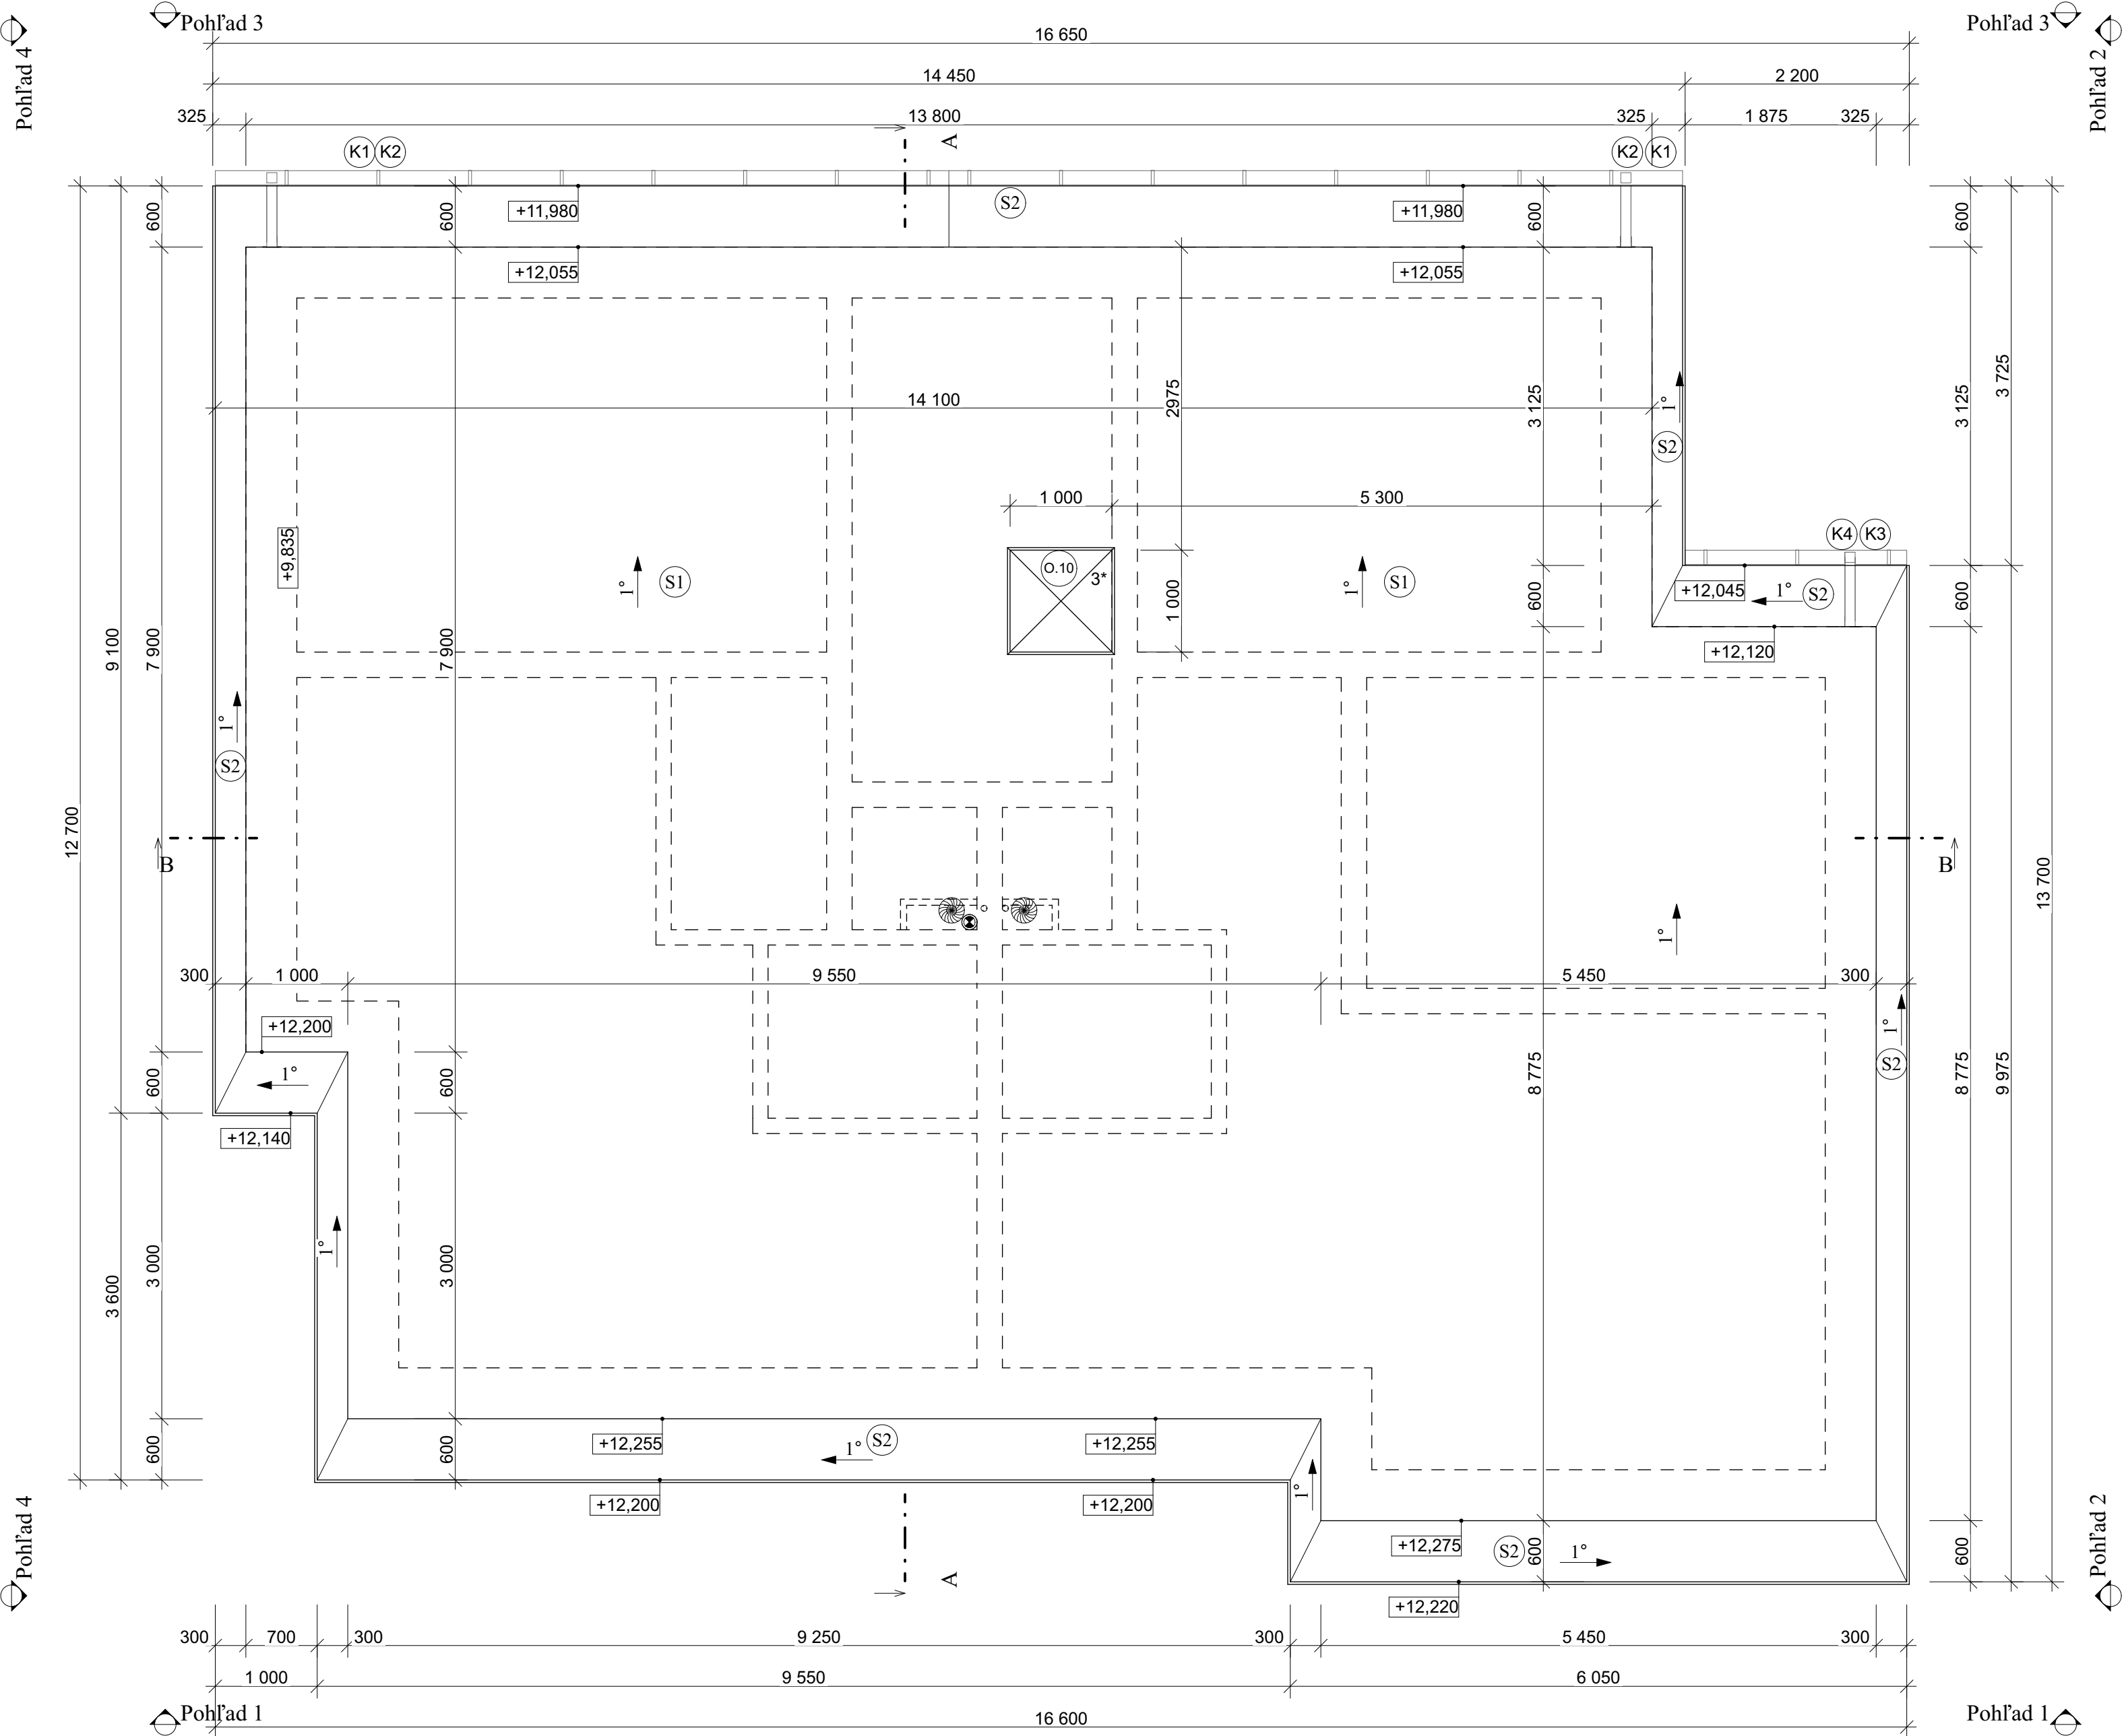 Pohľad 3
Pohľad 3
Pohľad 4
Pohľad 2
16 650
14 450
2 200
325
13 800
325
1 875
325
A
K1
K2
K2
K1
600
600
+11,980
S2
+11,980
600
600
+12,055
+12,055
3 725
14 100
2975
3 125
1°
3 125
S2
1 000
5 300
K4
K3
+9,835
1°
S1
O.10
3*
1 000
1°
S1
600
+12,045
1°
S2
600
9 100
7 900
7 900
+12,120
1°
S2
12 700
B
B
13 700
1°
300
1 000
9 550
5 450
300
+12,200
1°
S2
600
1°
600
8 775
8 775
9 975
+12,140
1°
3 600
3 000
3 000
600
600
+12,255
1°
S2
+12,255
+12,200
+12,200
1°
Pohľad 4
Pohľad 2
+12,275
S2
600
1°
600
A
+12,220
300
700
300
9 250
300
5 450
300
1 000
9 550
6 050
Pohľad 1
16 600
Pohľad 1